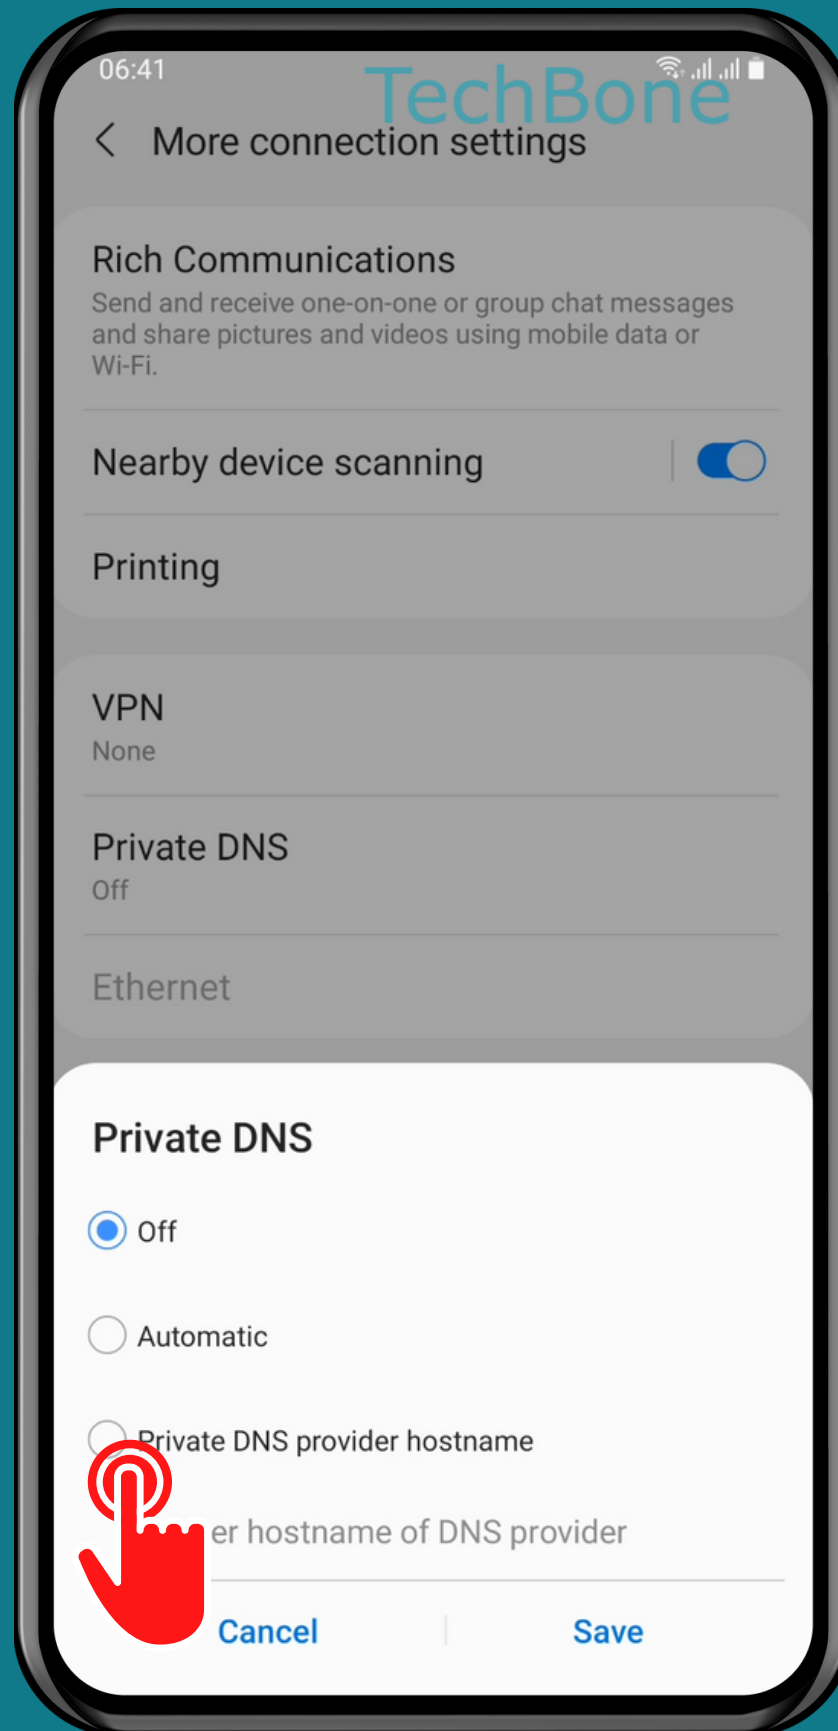 06:41
TechBone
More connection settings
Rich Communications
Send and receive one-on-one or group chat messages
and share pictures and videos using mobile data or
Wi-Fi.
Nearby device scanning
Printing
VPN
None
Private DNS
Off
Ethernet
Private DNS
Off
Automatic
Private DNS provider hostname
hostname of DNS provider
Cancel
Save